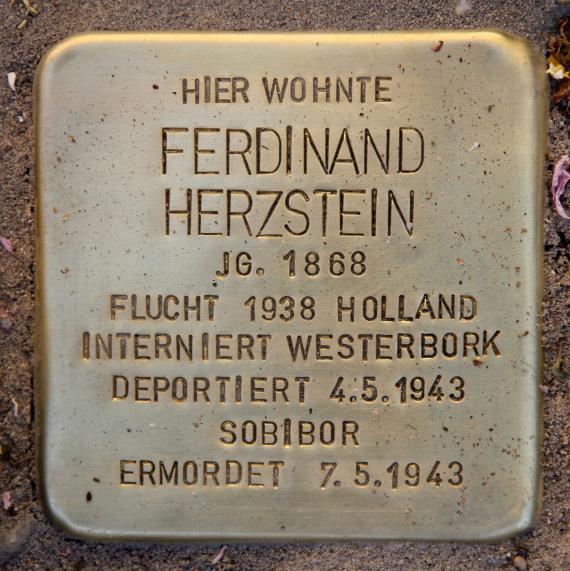 HIER WOHNTE
FERDINAND
HERZSTEIN
JG. 1868
FLUCHT 1938 HOLLAND
INTERNIERT WESTERBORK
DEPORTIERT 4.5.1943
SOBIBOR
ERMORDET 7.5.1943